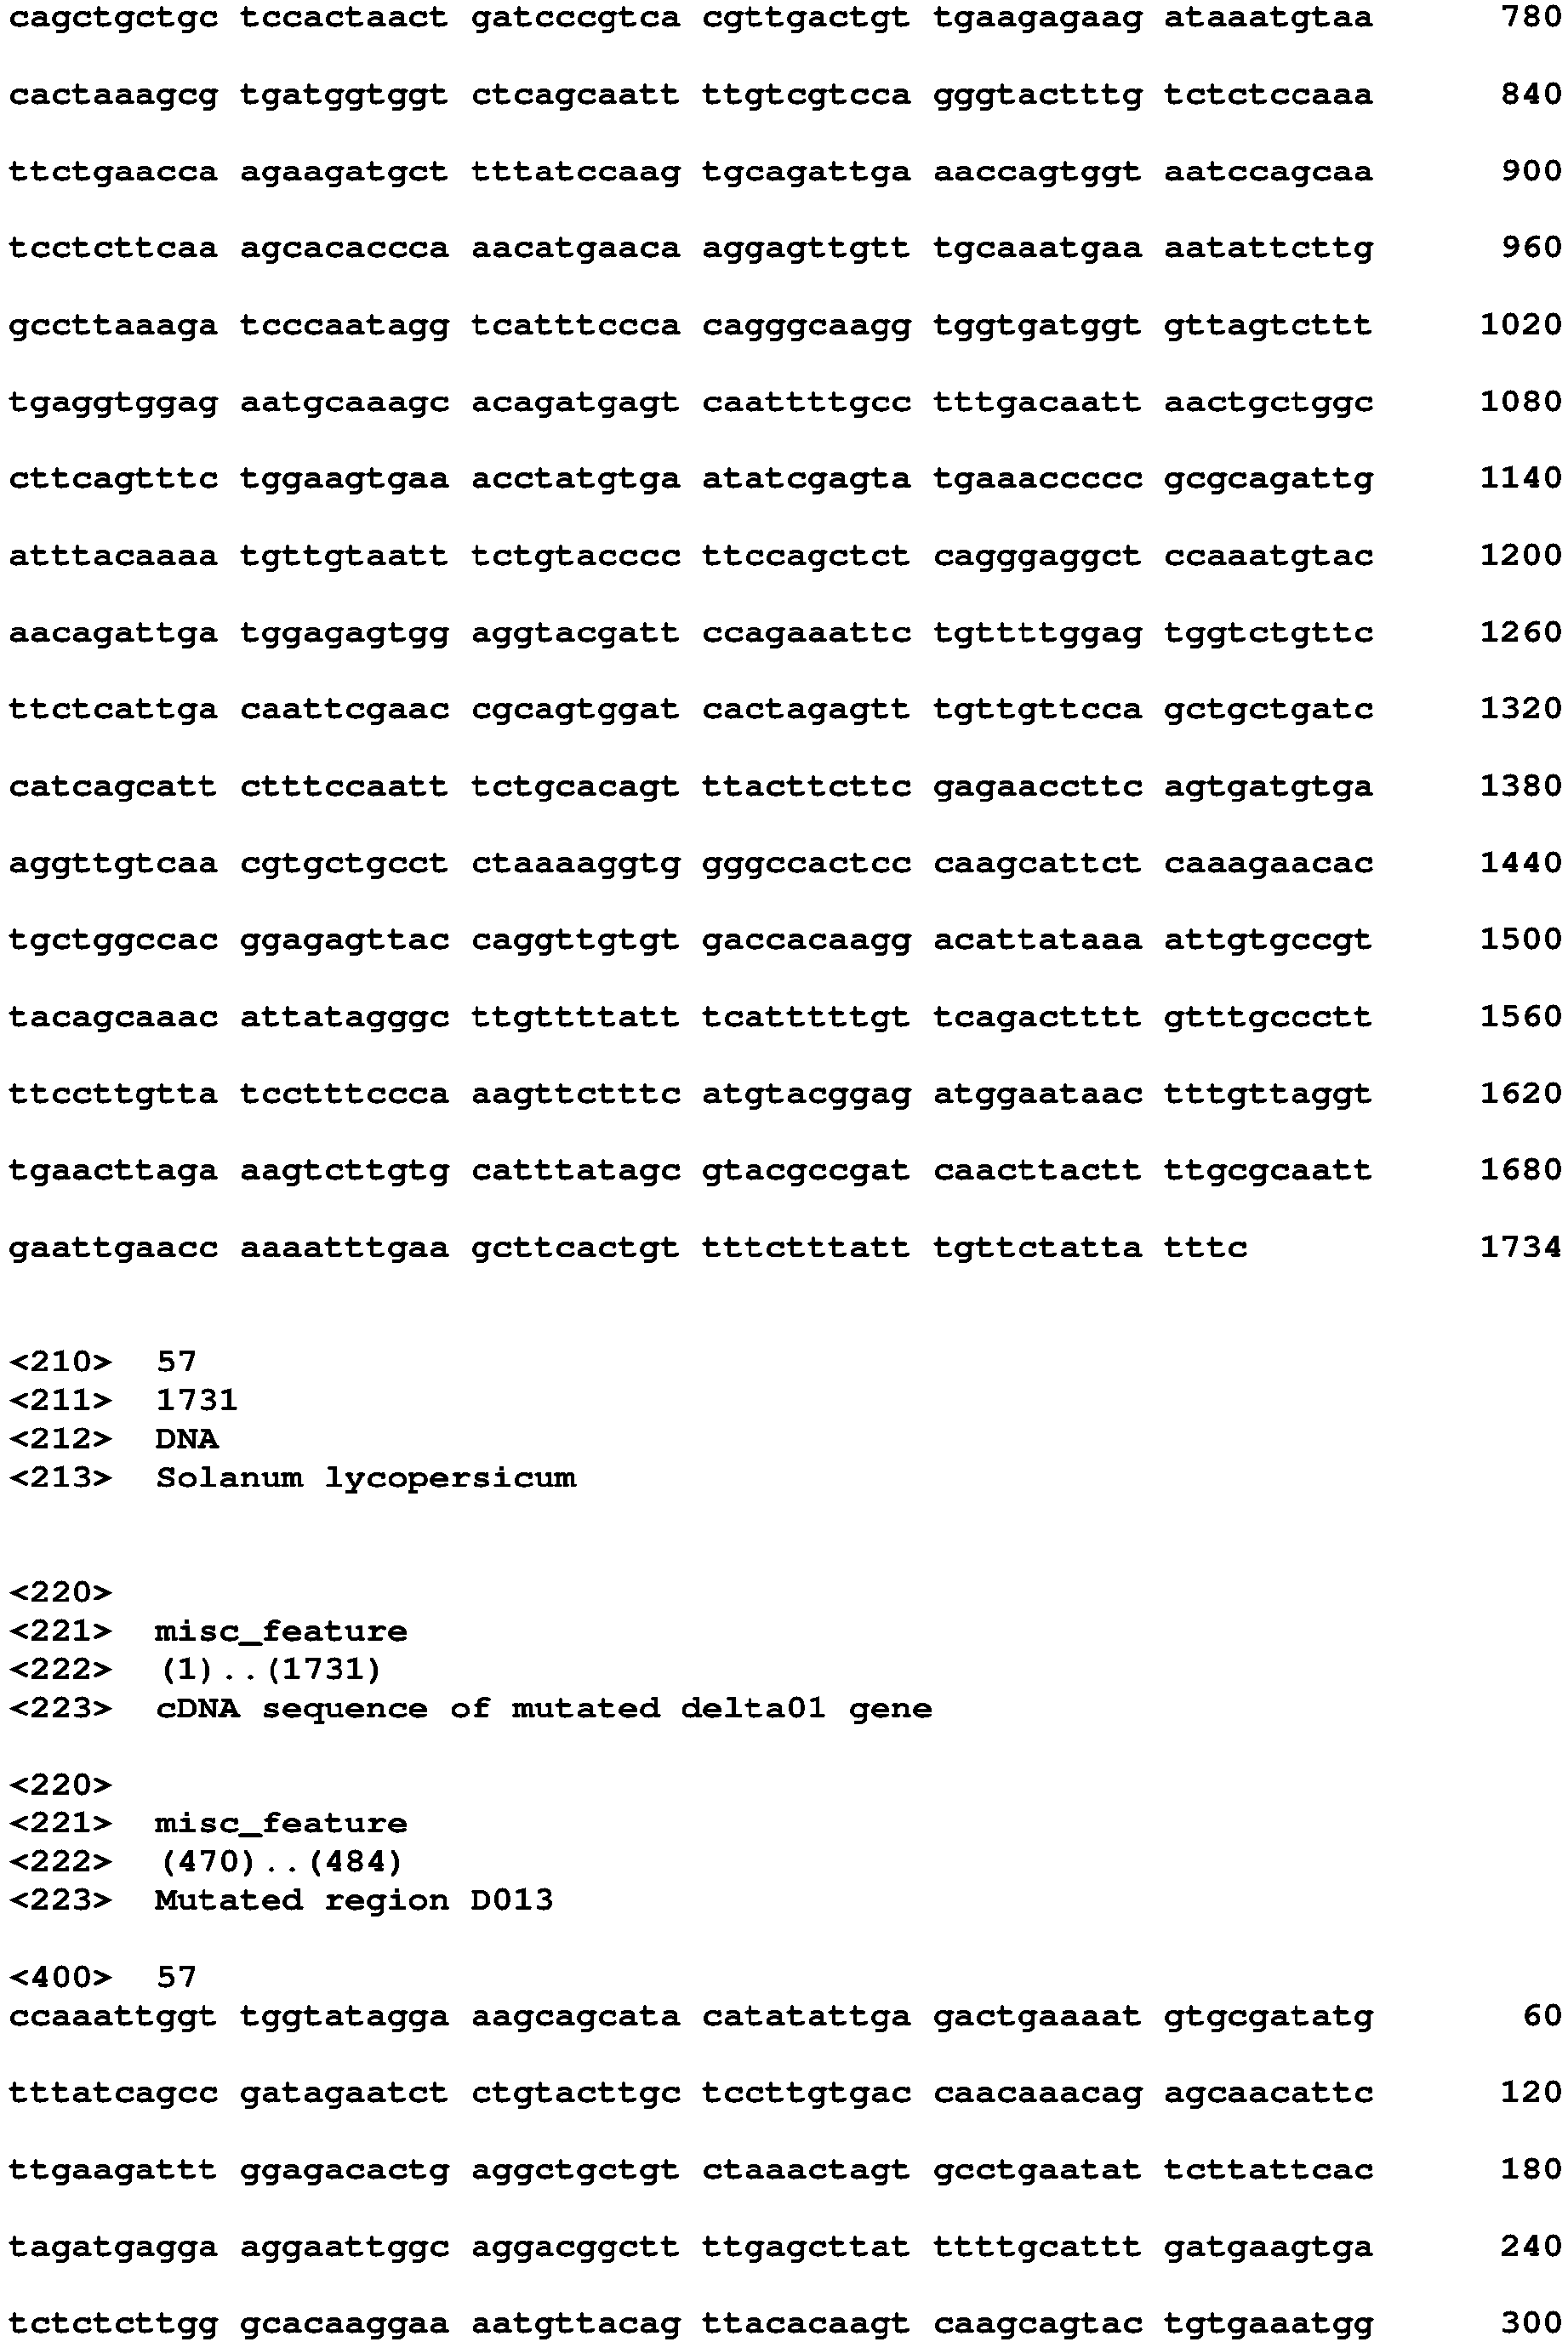 cagctgctgc tccactaact gatcccgtca cgttgactgt tgaagagaag ataaatgtaa 780
cactaaagcg tgatggtggt ctcagcaatt ttgtcgtcca gggtactttg tctctccaaa 840
ttctgaacca agaagatgct tttatccaag tgcagattga aaccagtggt aatccagcaa 900
tcctcttcaa agcacaccca aacatgaaca aggagttgtt tgcaaatgaa aatattcttg 960
gccttaaaga tcccaatagg tcatttccca cagggcaagg tggtgatggt gttagtcttt 1020
tgaggtggag aatgcaaagc acagatgagt caattttgcc tttgacaatt aactgctggc 1080
cttcagtttc tggaagtgaa acctatgtga atatcgagta tgaaaccccc gcgcagattg 1140
atttacaaaa tgttgtaatt tctgtacccc ttccagctct cagggaggct ccaaatgtac 1200
aacagattga tggagagtgg aggtacgatt ccagaaattc tgttttggag tggtctgttc 1260
ttctcattga caattcgaac cgcagtggat cactagagtt tgttgttcca gctgctgatc 1320
catcagcatt ctttccaatt tctgcacagt ttacttcttc gagaaccttc agtgatgtga 1380
aggttgtcaa cgtgctgcct ctaaaaggtg gggccactcc caagcattct caaagaacac 1440
tgctggccac ggagagttac caggttgtgt gaccacaagg acattataaa attgtgccgt 1500
tacagcaaac attatagggc ttgttttatt tcatttttgt tcagactttt gtttgccctt 1560
ttccttgtta tcctttccca aagttctttc atgtacggag atggaataac tttgttaggt 1620
tgaacttaga aagtcttgtg catttatagc gtacgccgat caacttactt ttgcgcaatt 1680
gaattgaacc aaaatttgaa gcttcactgt tttctttatt tgttctatta tttc 1734
<210> 57
<211> 1731
<212> DNA
<213> Solanum lycopersicum
<220>
<221> misc_feature
<222> (1)..(1731)
<223> cDNA sequence of mutated delta01 gene
<220>
<221> misc_feature
<222> (470)..(484)
<223> Mutated region D013
<400> 57
ccaaattggt tggtatagga aagcagcata catatattga gactgaaaat gtgcgatatg 60
tttatcagcc gatagaatct ctgtacttgc tccttgtgac caacaaacag agcaacattc 120
ttgaagattt ggagacactg aggctgctgt ctaaactagt gcctgaatat tcttattcac 180
tagatgagga aggaattggc aggacggctt ttgagcttat ttttgcattt gatgaagtga 240
tctctcttgg gcacaaggaa aatgttacag ttacacaagt caagcagtac tgtgaaatgg 300